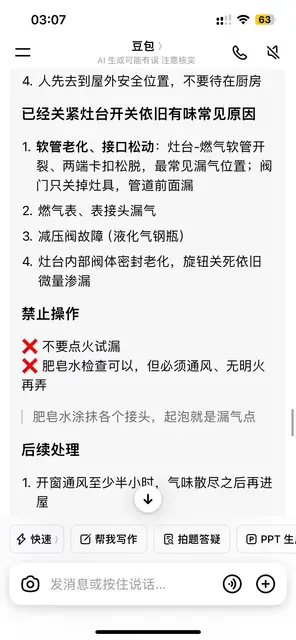 03:07
63
豆包
AI 生成可能有误 注意核实
4. 人先去到屋外安全位置，不要待在厨房
已经关紧灶台开关依旧有味常见原因
1. 软管老化、接口松动：灶台-燃气软管开
裂、两端卡扣松脱，最常见漏气位置；阀
门只关掉灶具，管道前面漏
2. 燃气表、表接头漏气
3. 减压阀故障（液化气钢瓶）
4. 灶台内部阀体密封老化，旋钮关死依旧
微量渗漏
禁止操作
❌ 不要点火试漏
❌ 肥皂水检查可以，但必须通风、无明火
再弄
肥皂水涂抹各个接头，起泡就是漏气点
后续处理
1. 开窗通风至少半小时，气味散尽之后再进
屋
快速
帮我写作
拍题答疑
PPT 生
发消息或按住说话...